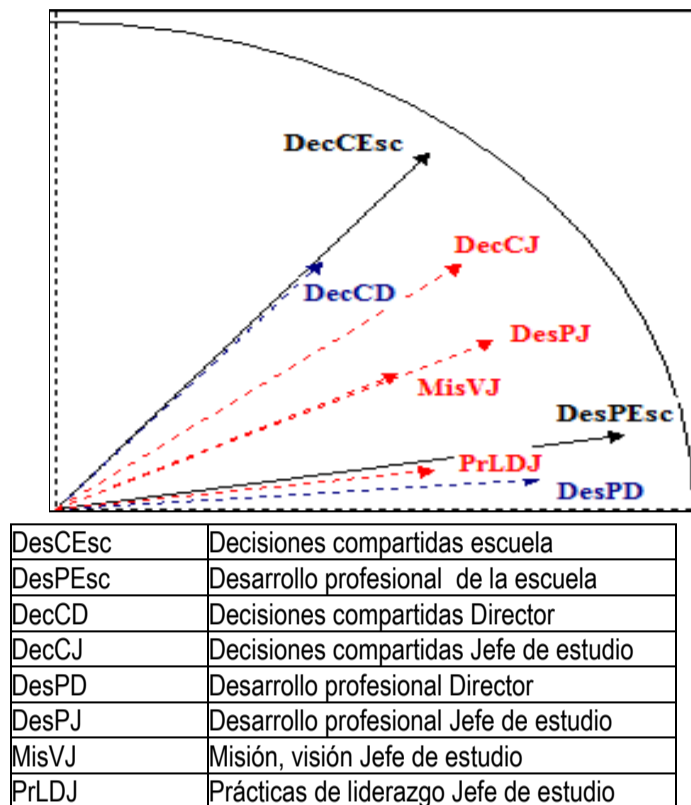 DecCEsc
DecCJ
DecCD
DesPJ
MisVJ
DesPEsc
PrLDJ
DesPD
DesCEsc Decisiones compartidas escuela
DesPEsc Desarrollo profesional de la escuela
DecCD Decisiones compartidas Director
DecCJ Decisiones compartidas Jefe de estudio
DesPD Desarrollo profesional Director
DesPJ Desarrollo profesional Jefe de estudio
MisVJ Misión, visión Jefe de estudio
PrLDJ Prácticas de liderazgo Jefe de estudio